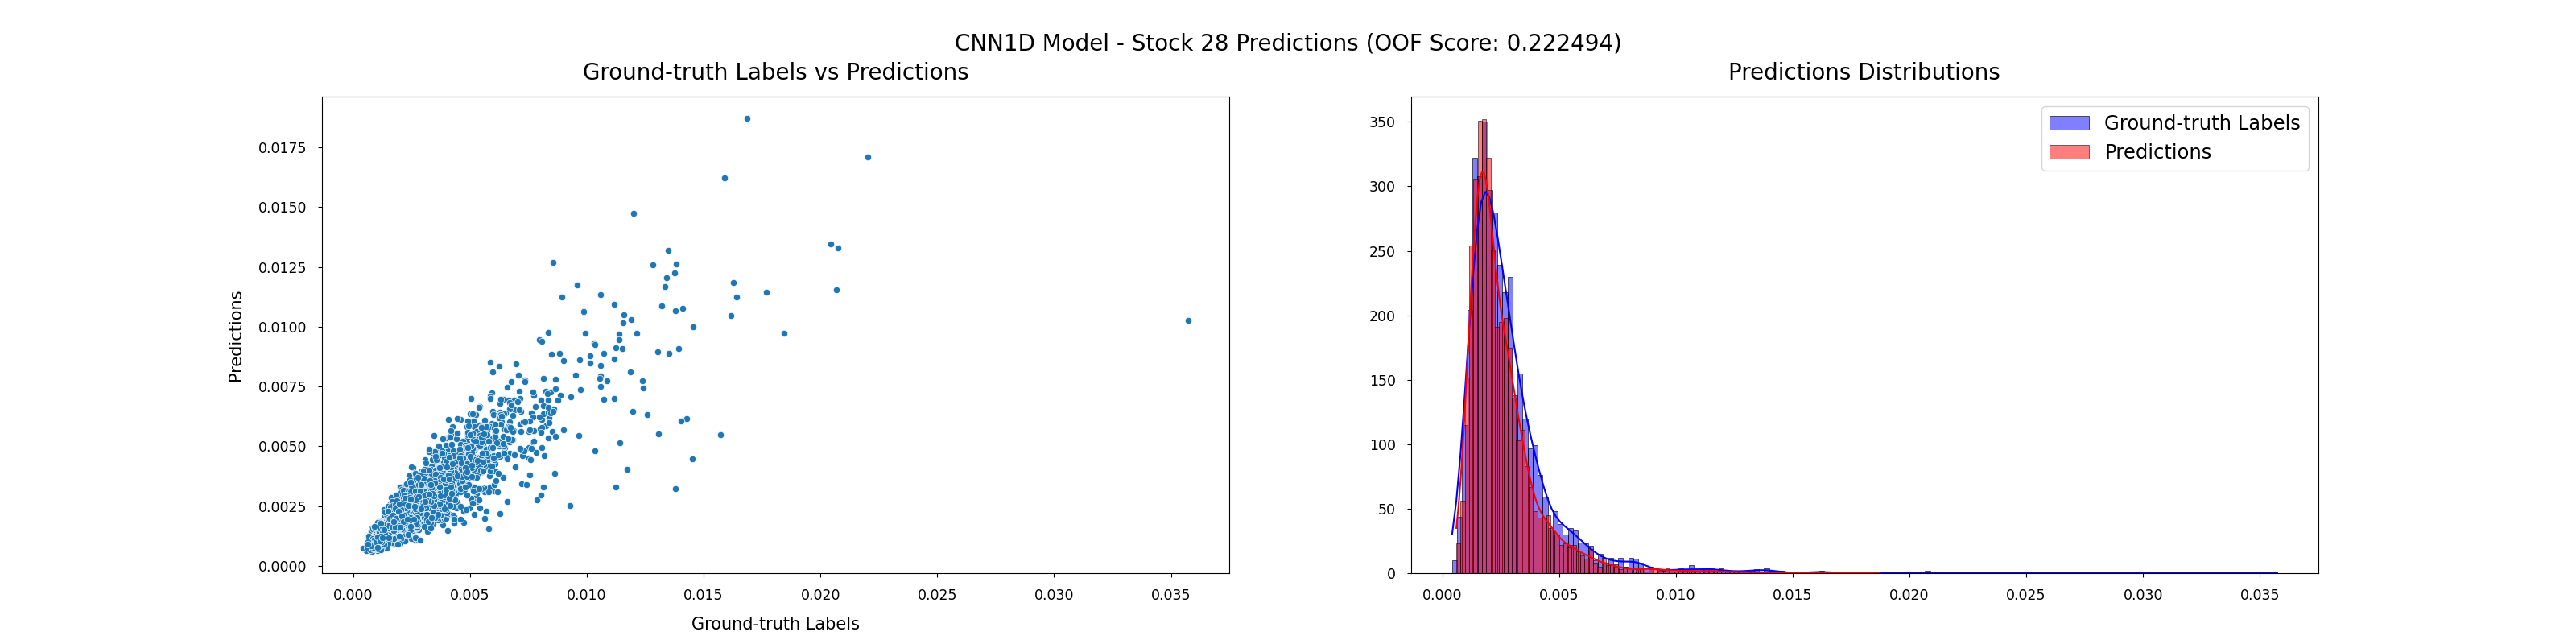 CNN1D Model - Stock 28 Predictions (OOF Score: 0.222494)
Ground-truth Labels vs Predictions
Predictions
0.0175
0.0150
0.0125
0.0100
0.0075
0.0050
0.0025
0.0000
0.000 0.005 0.010 0.015 0.020 0.025 0.030 0.035
Ground-truth Labels
Predictions Distributions
Ground-truth Labels
Predictions
350
300
250
200
150
100
50
0
0.000 0.005 0.010 0.015 0.020 0.025 0.030 0.035